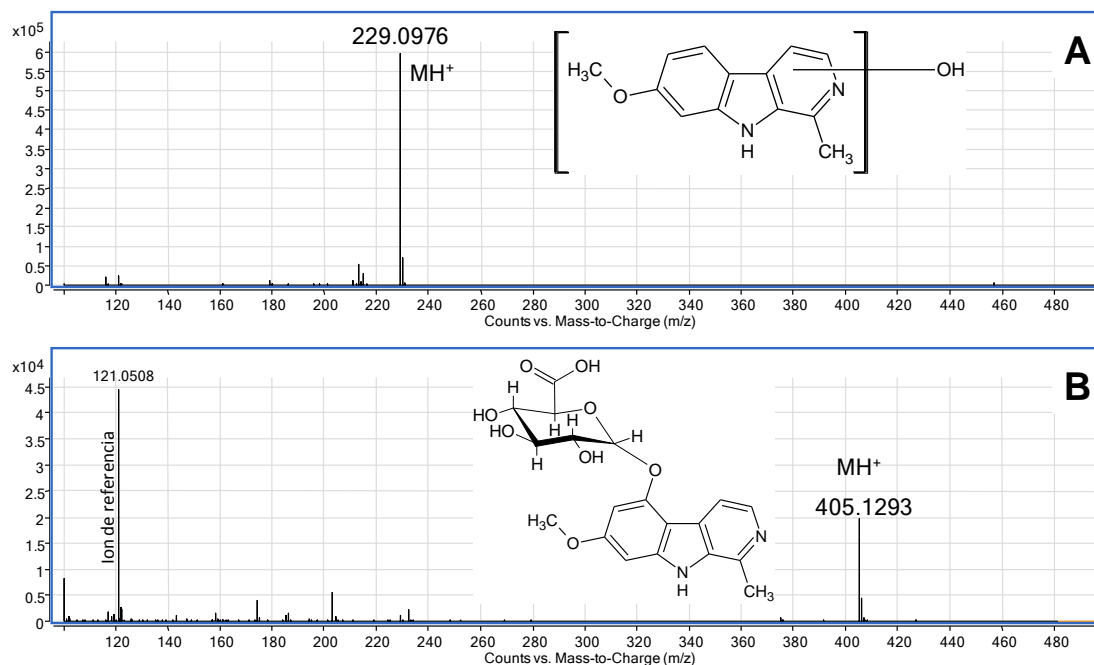 x10⁵
229.0976
A
MH⁺
6
5.5
5
4.5
4
3.5
3
2.5
2
1.5
1
0.5
0
H₃C
O
N
H
N
CH₃
OH
120 140 160 180 200 220 240 260 280 300 320 340 360 380 400 420 440 460 480
Counts vs. Mass-to-Charge (m/z)
x10⁴
121.0508
B
4.5
4
3.5
3
2.5
2
1.5
1
0.5
0
Ion de referencia
O
OH
H
O
HO
H
H
HO
H
OH
H
O
H₃C
O
N
H
N
CH₃
MH⁺
405.1293
120 140 160 180 200 220 240 260 280 300 320 340 360 380 400 420 440 460 480
Counts vs. Mass-to-Charge (m/z)